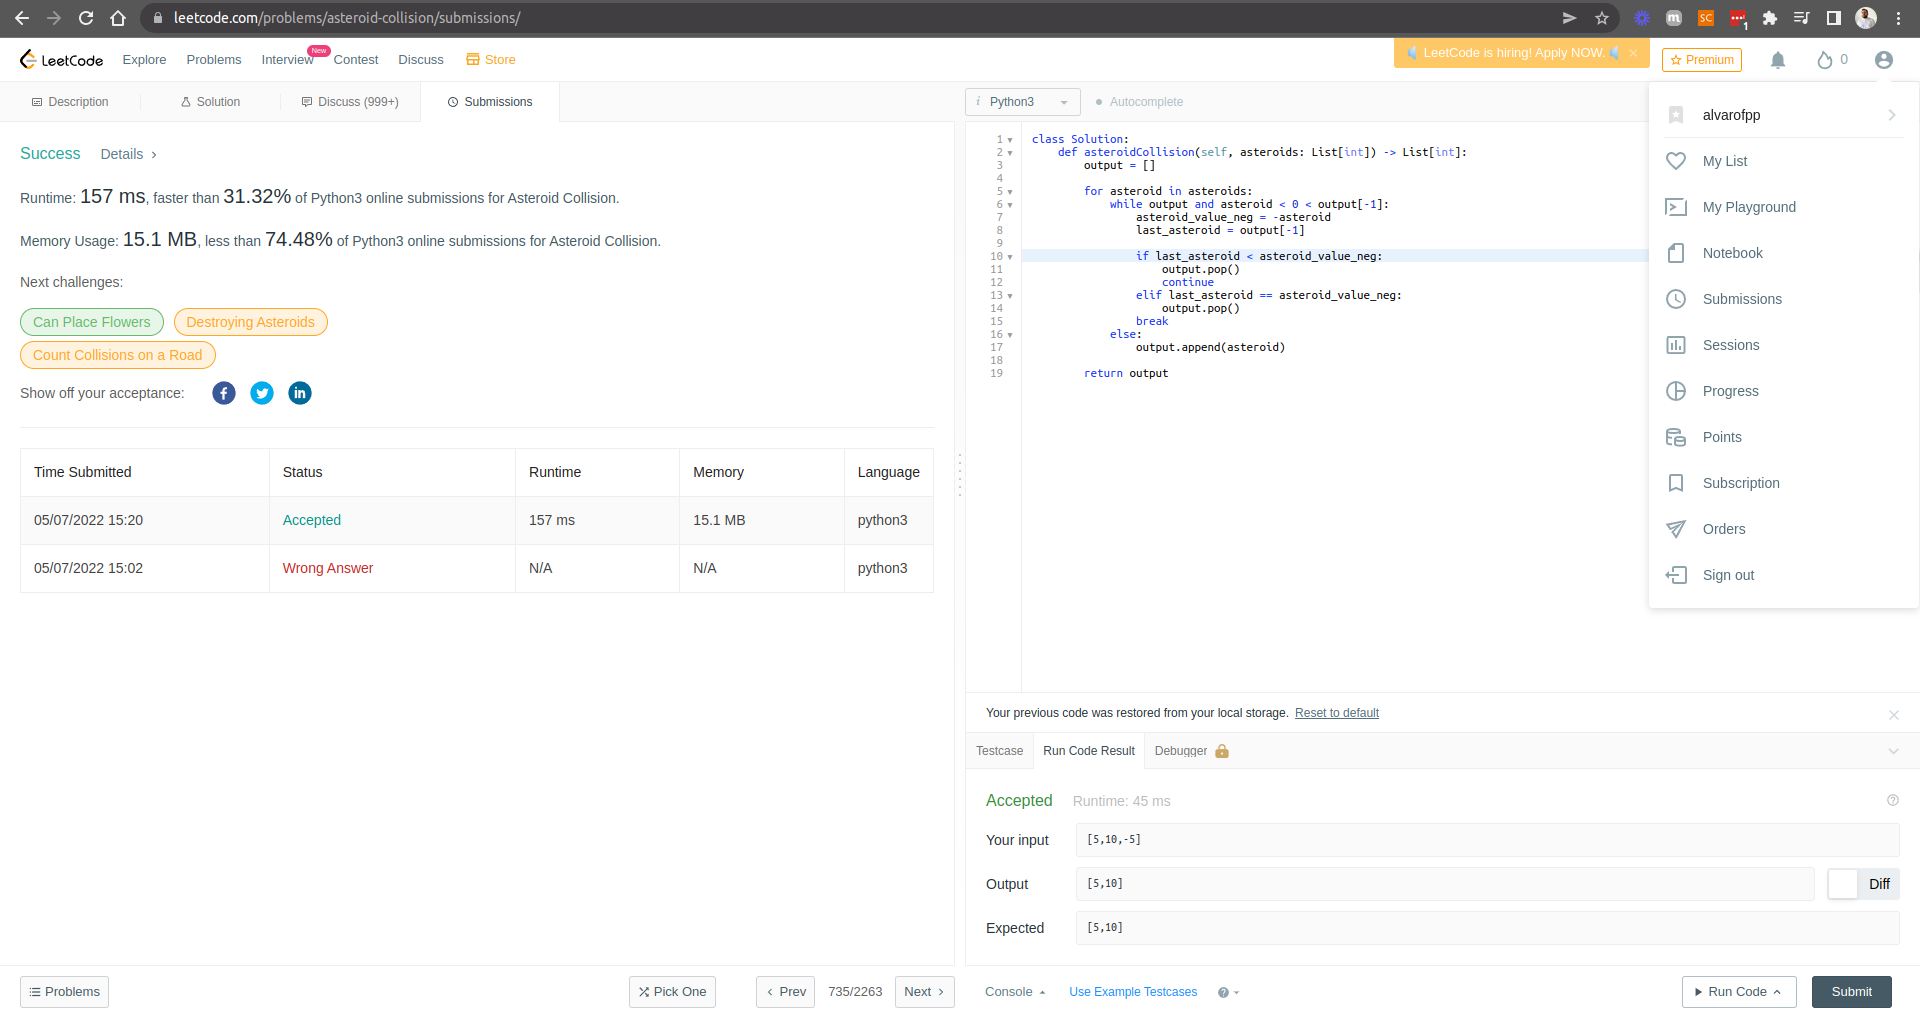 leetcode.com/problems/asteroid-collision/submissions/
LeetCode
Explore
Problems
Interview
New
Contest
Discuss
Store
LeetCode is hiring! Apply NOW.
Premium
0
Description
Solution
Discuss (999+)
Submissions
Success
Details
Runtime: 157 ms, faster than 31.32% of Python3 online submissions for Asteroid Collision.
Memory Usage: 15.1 MB, less than 74.48% of Python3 online submissions for Asteroid Collision.
Next challenges:
Can Place Flowers
Destroying Asteroids
Count Collisions on a Road
Show off your acceptance:
Time Submitted Status Runtime Memory Language
05/07/2022 15:20 Accepted 157 ms 15.1 MB python3
05/07/2022 15:02 Wrong Answer N/A N/A python3
i Python3
Autocomplete
1 class Solution:
2 def asteroidCollision(self, asteroids: List[int]) -> List[int]:
3 output = []
4
5 for asteroid in asteroids:
6 while output and asteroid < 0 < output[-1]:
7 asteroid_value_neg = -asteroid
8 last_asteroid = output[-1]
9
10 if last_asteroid < asteroid_value_neg:
11 output.pop()
12 continue
13 elif last_asteroid == asteroid_value_neg:
14 output.pop()
15 break
16 else:
17 output.append(asteroid)
18
19 return output
alvarofpp
My List
My Playground
Notebook
Submissions
Sessions
Progress
Points
Subscription
Orders
Sign out
Your previous code was restored from your local storage. Reset to default
Testcase
Run Code Result
Debugger
Accepted
Runtime: 45 ms
Your input
[5,10,-5]
Output
[5,10]
Diff
Expected
[5,10]
Problems
Pick One
Prev
735/2263
Next
Console
Use Example Testcases
Run Code
Submit
SC
1
m